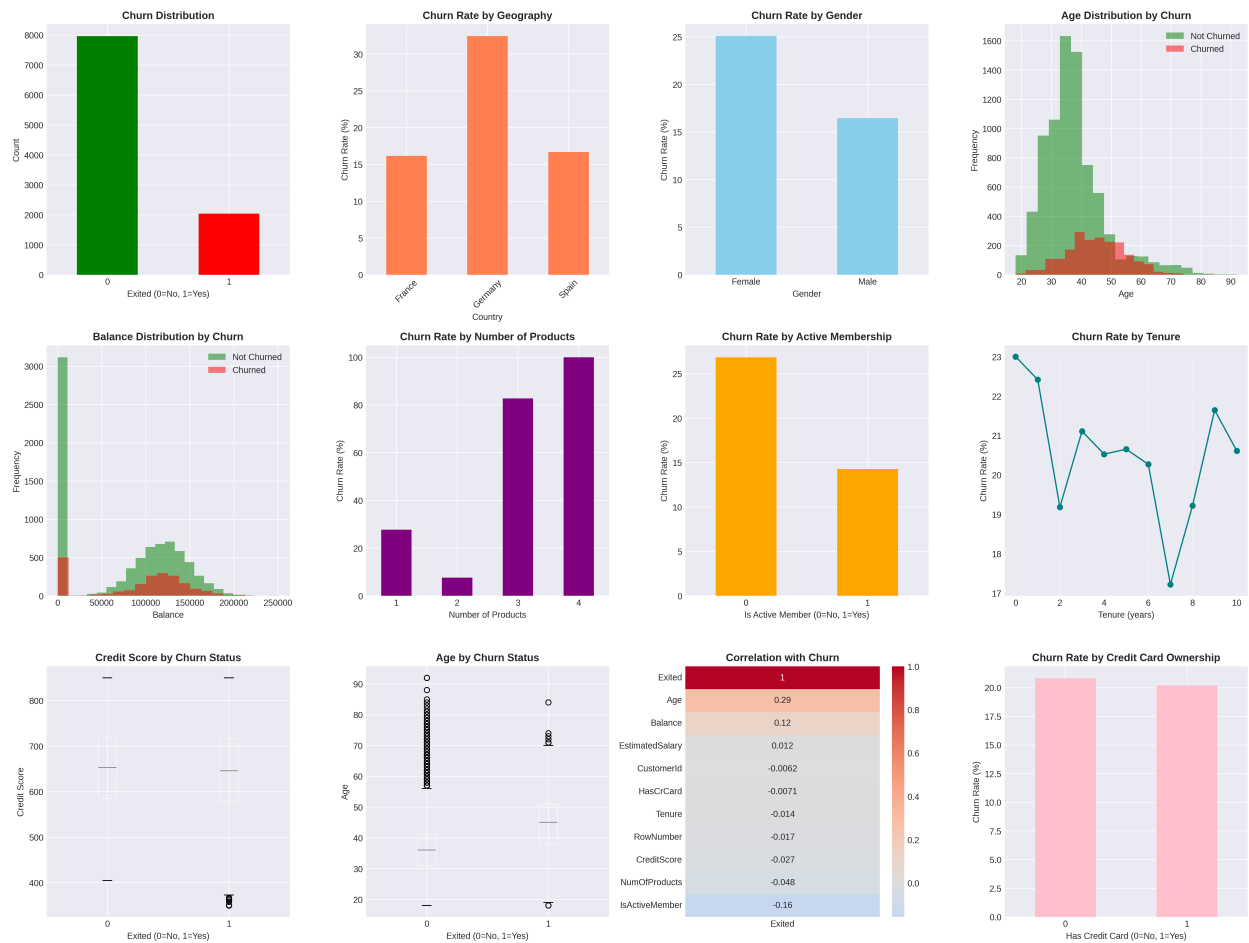 Churn Distribution
Count
8000
7000
6000
5000
4000
3000
2000
1000
0
0 1
Exited (0=No, 1=Yes)
Churn Rate by Geography
Churn Rate (%)
30
25
20
15
10
5
0
France Germany Spain
Country
Churn Rate by Gender
Churn Rate (%)
25
20
15
10
5
0
Female Male
Gender
Age Distribution by Churn
Not Churned
Churned
Frequency
1600
1400
1200
1000
800
600
400
200
0
20 30 40 50 60 70 80 90
Age
Balance Distribution by Churn
Not Churned
Churned
Frequency
3000
2500
2000
1500
1000
500
0
0 50000 100000 150000 200000 250000
Balance
Churn Rate by Number of Products
Churn Rate (%)
100
80
60
40
20
0
1 2 3 4
Number of Products
Churn Rate by Active Membership
Churn Rate (%)
25
20
15
10
5
0
0 1
Is Active Member (0=No, 1=Yes)
Churn Rate by Tenure
Churn Rate (%)
23
22
21
20
19
18
17
0 2 4 6 8 10
Tenure (years)
Credit Score by Churn Status
Credit Score
800
700
600
500
400
0 1
Exited (0=No, 1=Yes)
Age by Churn Status
Age
90
80
70
60
50
40
30
20
0 1
Exited (0=No, 1=Yes)
Correlation with Churn
Exited 1
Age 0.29
Balance 0.12
EstimatedSalary 0.012
CustomerId -0.0062
HasCrCard -0.0071
Tenure -0.014
RowNumber -0.017
CreditScore -0.027
NumOfProducts -0.048
IsActiveMember -0.16
Exited
1.0
0.8
0.6
0.4
0.2
0.0
Churn Rate by Credit Card Ownership
Churn Rate (%)
20.0
17.5
15.0
12.5
10.0
7.5
5.0
2.5
0.0
0 1
Has Credit Card (0=No, 1=Yes)